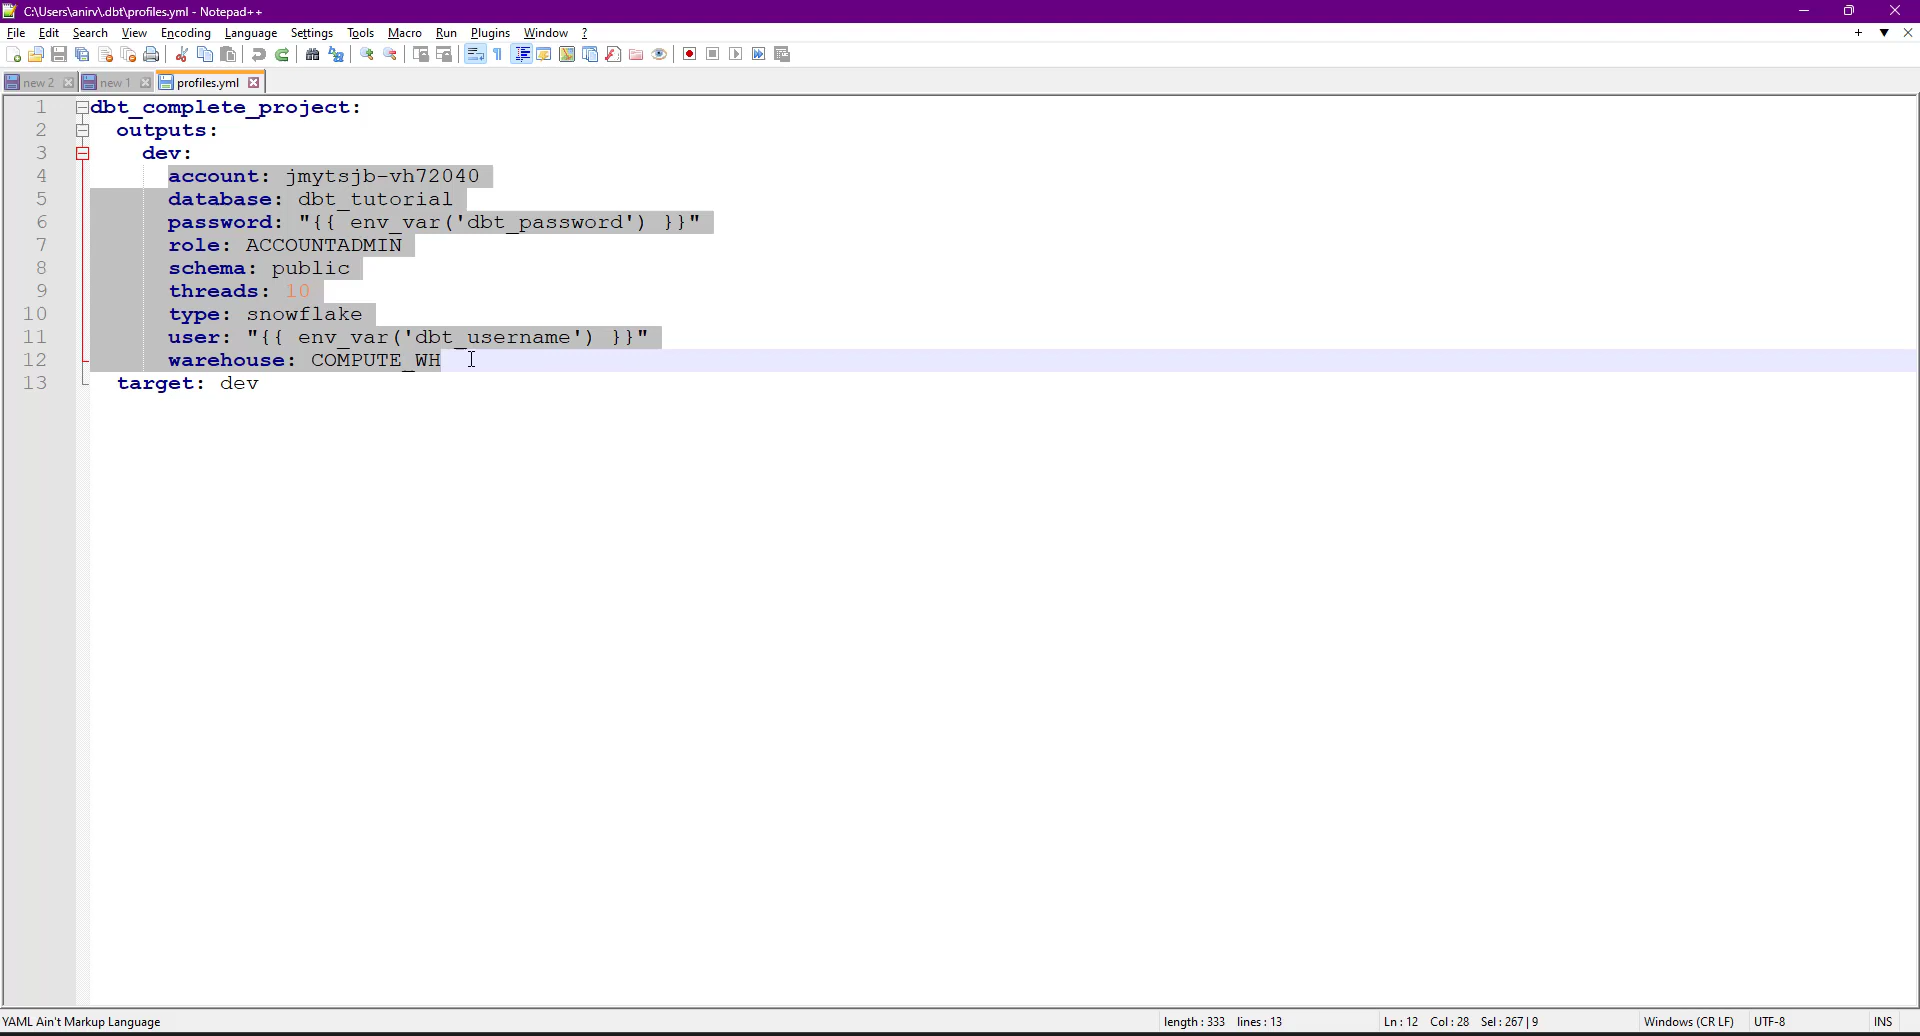 C:\Users\anirv\.dbt\profiles.yml - Notepad++
File Edit Search View Encoding Language Settings Tools Macro Run Plugins Window ?
new 2 new 1 profiles.yml
1 dbt_complete_project:
2 outputs:
3 dev:
4 account: jmytsjb-vh72040
5 database: dbt_tutorial
6 password: "{{ env_var('dbt_password') }}"
7 role: ACCOUNTADMIN
8 schema: public
9 threads: 10
10 type: snowflake
11 user: "{{ env_var('dbt_username') }}"
12 warehouse: COMPUTE_WH
13 target: dev
YAML Ain't Markup Language length : 333 lines : 13 Ln : 12 Col : 28 Sel : 267 | 9 Windows (CR LF) UTF-8 INS